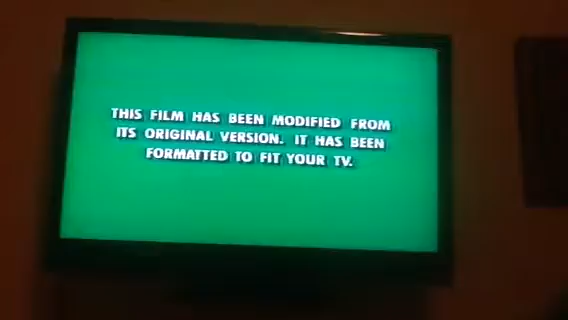 THIS FILM HAS BEEN MODIFIED FROM
ITS ORIGINAL VERSION. IT HAS BEEN
FORMATTED TO FIT YOUR TV.